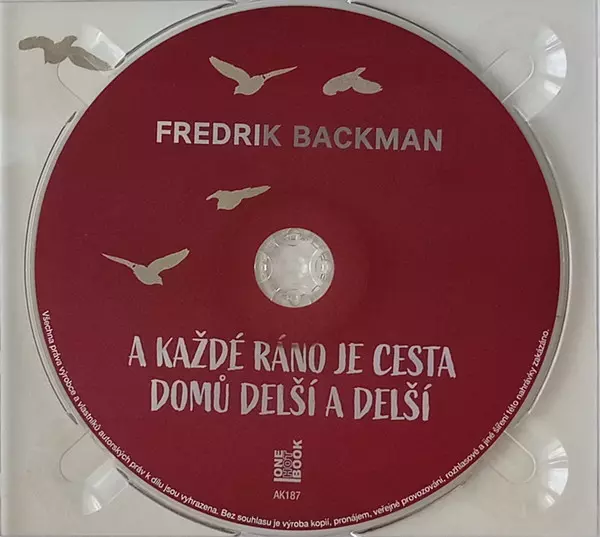 FREDRIK BACKMAN
A KAŽDÉ RÁNO JE CESTA
DOMŮ DELŠÍ A DELŠÍ
ONE
HOT
BOOK
AK187
Všechna práva výrobce a vlastníků autorských práv k dílu jsou vyhrazena. Bez souhlasu je výroba kopií, pronájem, veřejné provozování, rozhlasové a jiné šíření této nahrávky zakázáno.